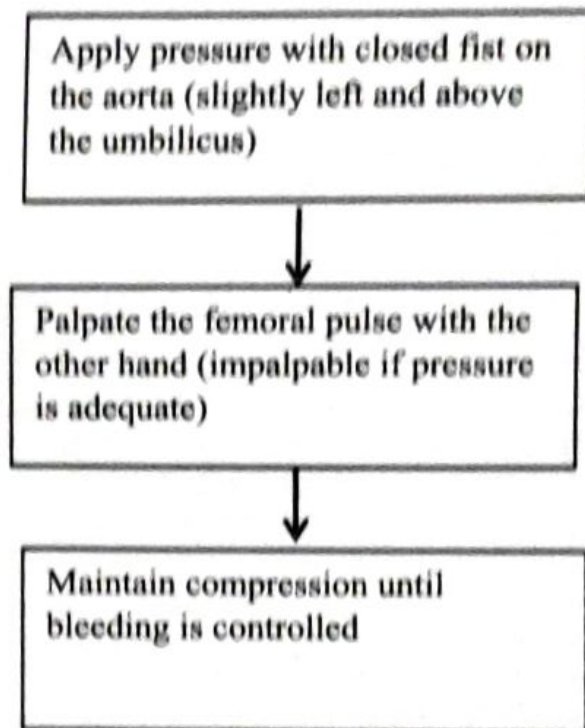 Apply pressure with closed fist on
the aorta (slightly left and above
the umbilicus)
Palpate the femoral pulse with the
other hand (impalpable if pressure
is adequate)
Maintain compression until
bleeding is controlled